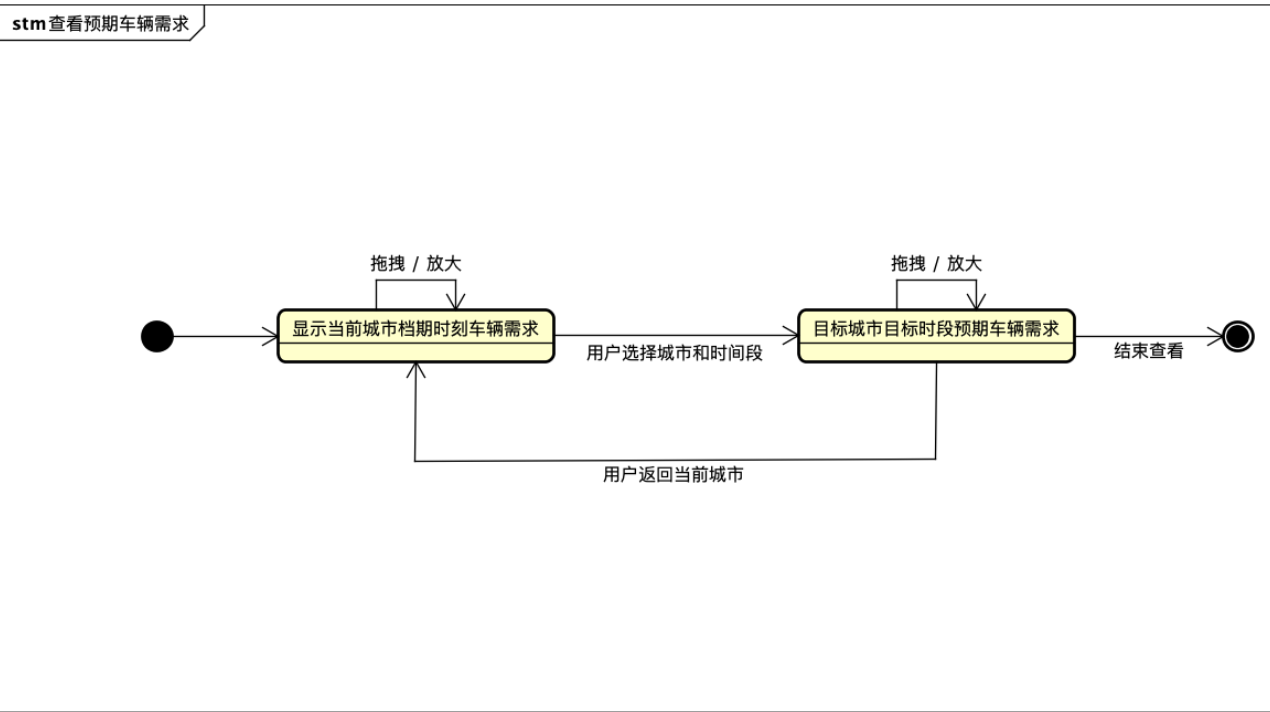 stm 查看预期车辆需求
拖拽 / 放大
拖拽 / 放大
显示当前城市档期时刻车辆需求
目标城市目标时段预期车辆需求
用户选择城市和时间段
结束查看
用户返回当前城市